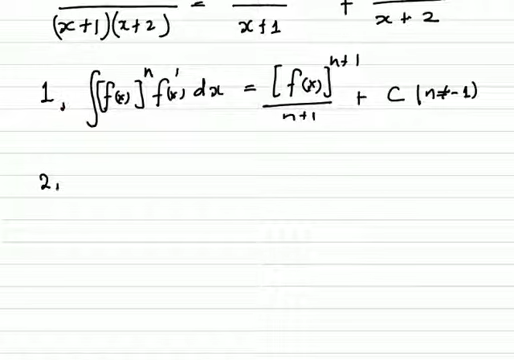 (x+1)(x+2) = x+1 + x+2
1, ∫[f(x)]^n f'(x) dx = [f(x)]^{n+1} / n+1 + C (n≠-1)
2,